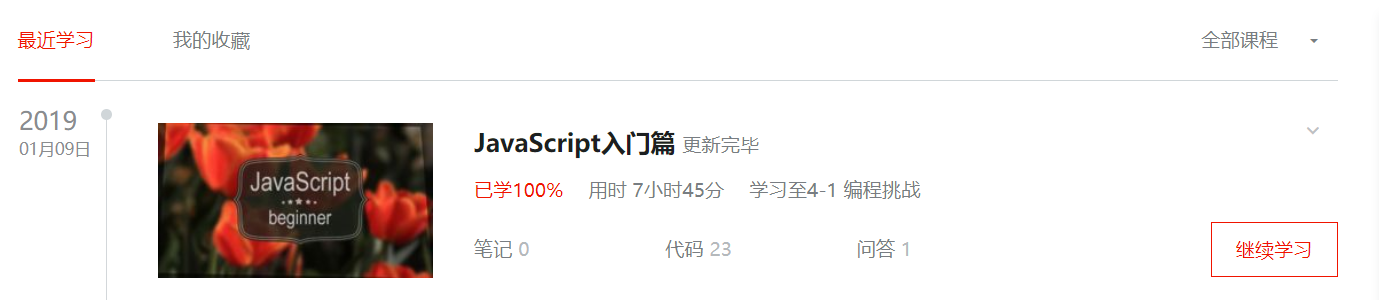 最近学习 我的收藏 全部课程
2019
01月09日
JavaScript
beginner
JavaScript入门篇 更新完毕
已学100% 用时 7小时45分 学习至4-1 编程挑战
笔记 0 代码 23 问答 1
继续学习